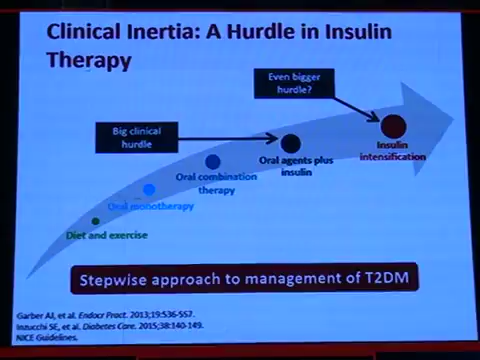 Clinical Inertia: A Hurdle in Insulin
Therapy
Even bigger
hurdle?
Big clinical
hurdle
Insulin
intensification
Oral agents plus
insulin
Oral combination
therapy
Oral monotherapy
Diet and exercise
Stepwise approach to management of T2DM
Garber AJ, et al. Endocr Pract. 2013;19:536-557.
Inzucchi SE, et al. Diabetes Care. 2015;38:140-149.
NICE Guidelines.